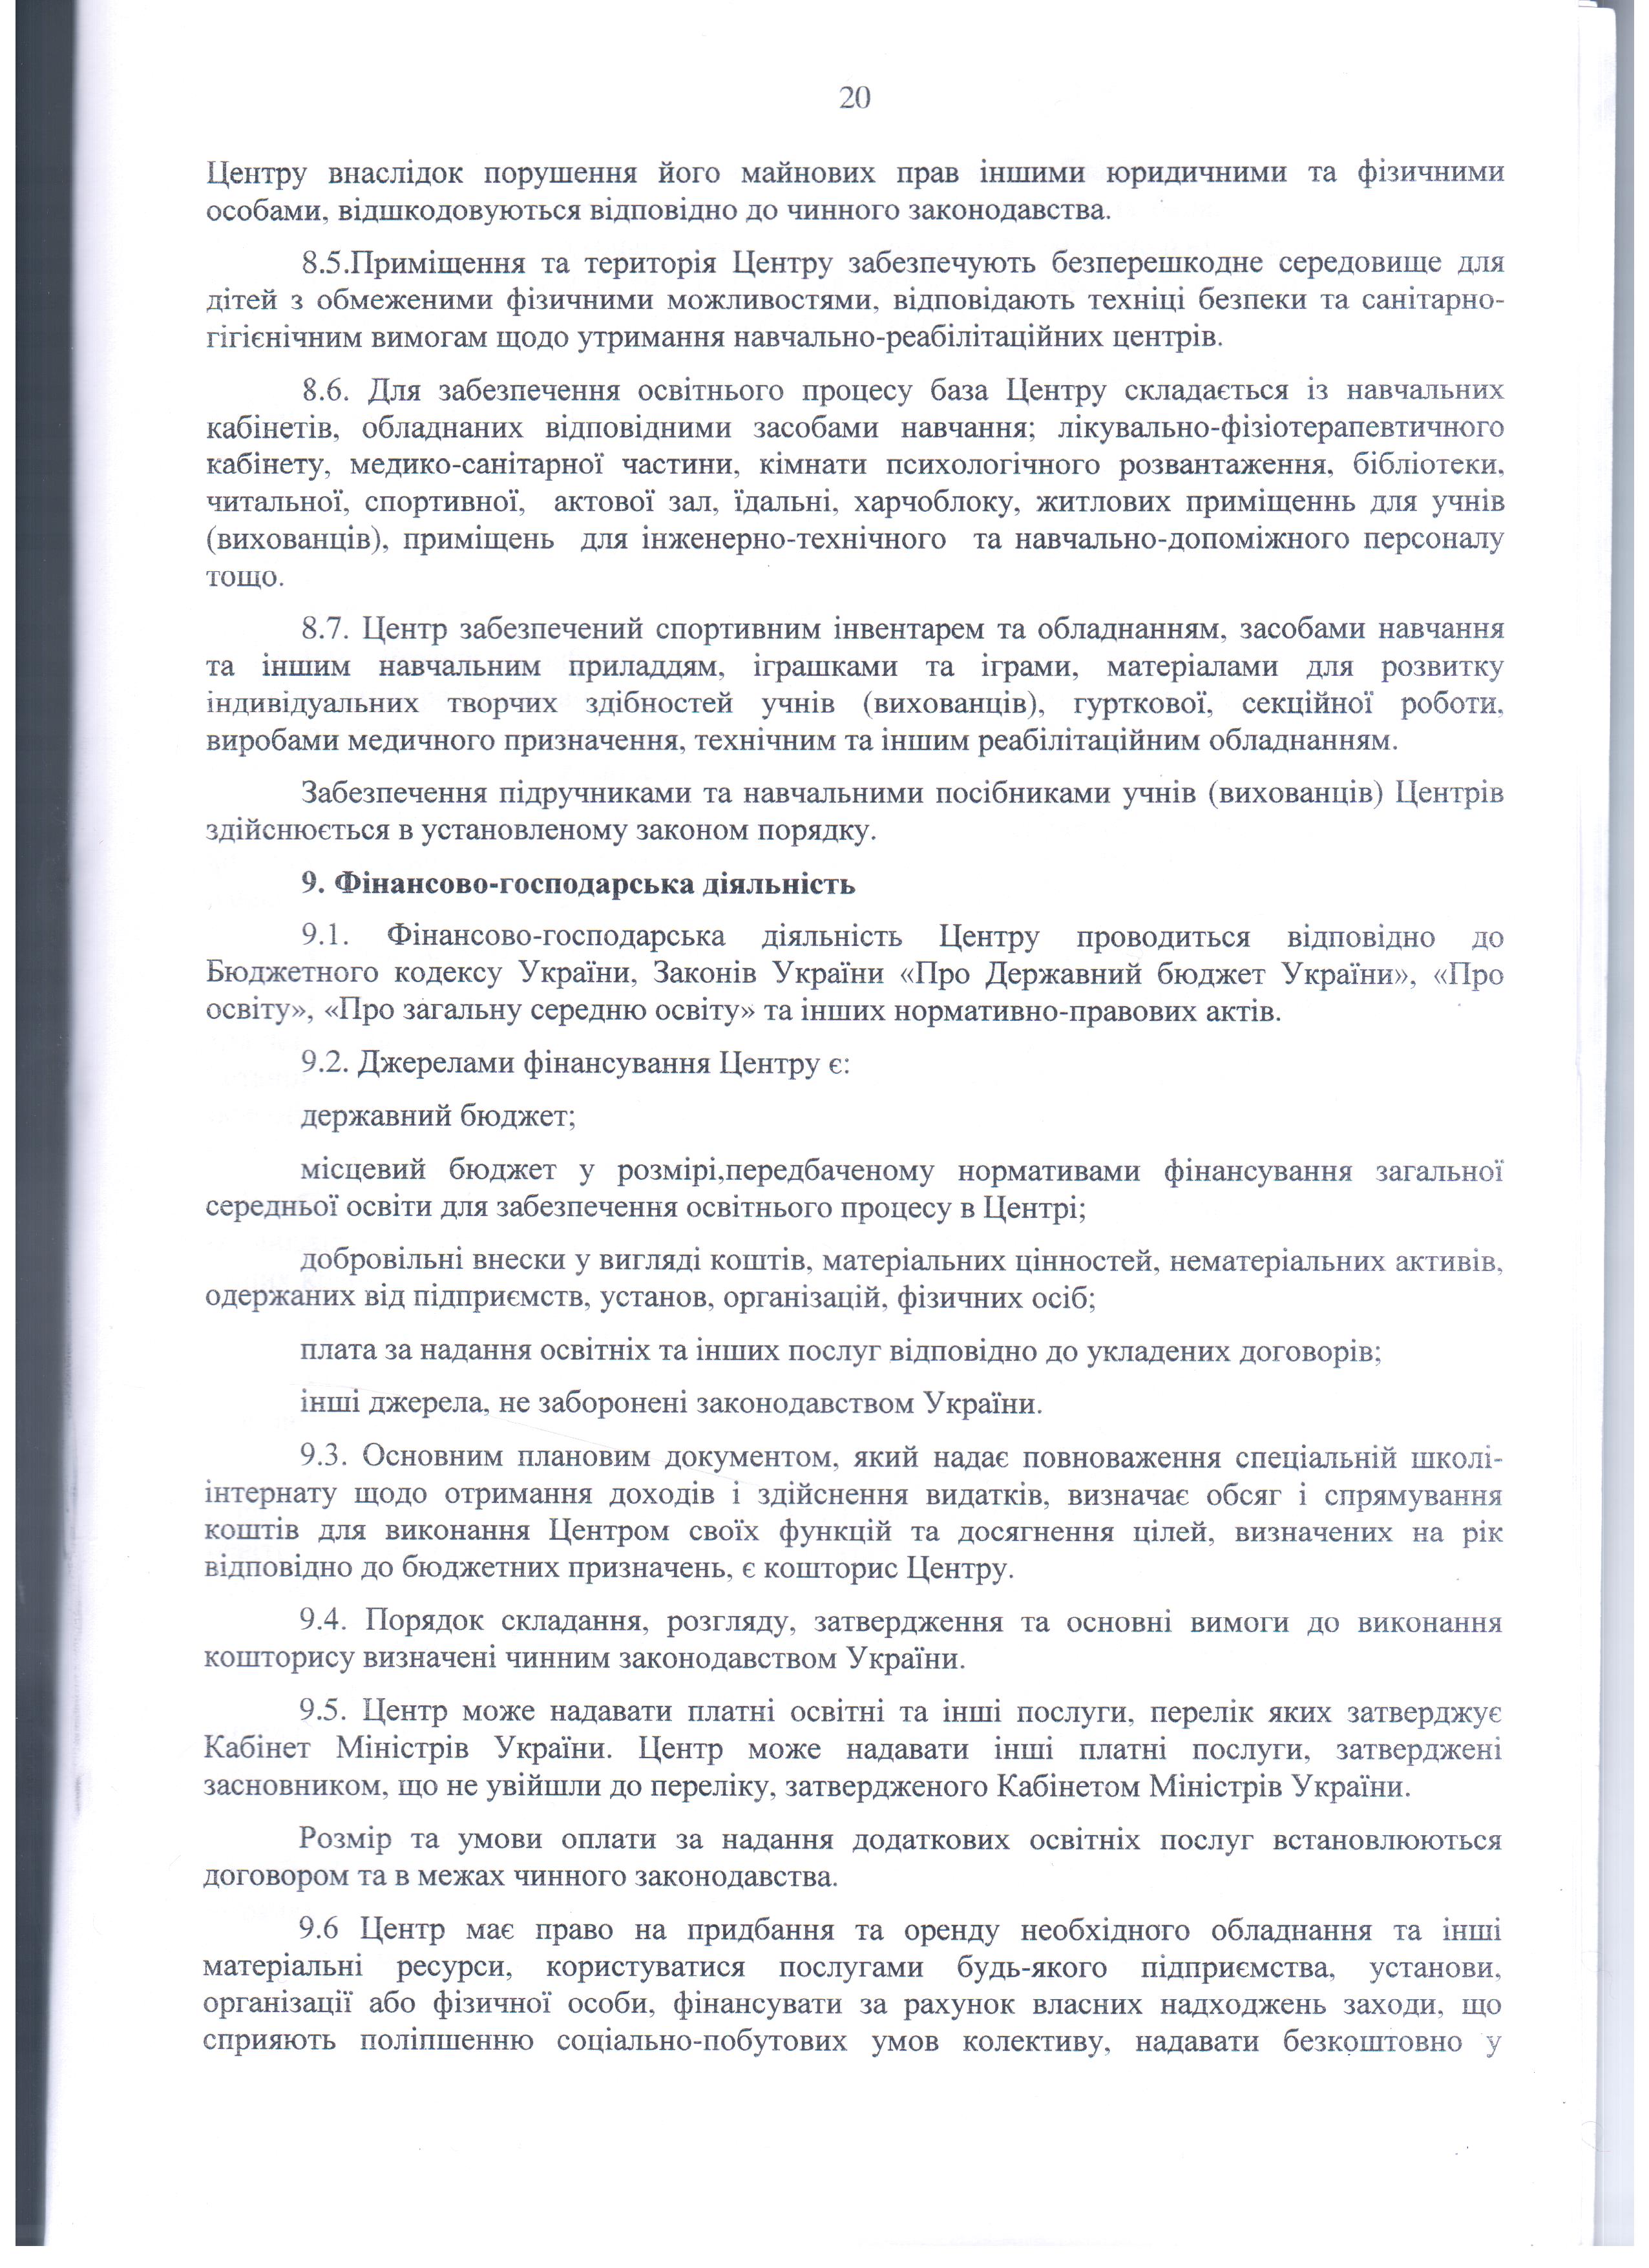 20
Центру внаслідок порушення його майнових прав іншими юридичними та фізичними
особами, відшкодовуються відповідно до чинного законодавства.
8.5.Приміщення та територія Центру забезпечують безперешкодне середовище для
дітей з обмеженими фізичними можливостями, відповідають техніці безпеки та санітарно-
гігієнічним вимогам щодо утримання навчально-реабілітаційних центрів.
8.6. Для забезпечення освітнього процесу база Центру складається із навчальних
кабінетів, обладнаних відповідними засобами навчання; лікувально-фізіотерапевтичного
кабінету, медико-санітарної частини, кімнати психологічного розвантаження, бібліотеки,
читальної, спортивної, актової зал, їдальні, харчоблоку, житлових приміщеннь для учнів
(вихованців), приміщень для інженерно-технічного та навчально-допоміжного персоналу
тощо.
8.7. Центр забезпечений спортивним інвентарем та обладнанням, засобами навчання
та іншим навчальним приладдям, іграшками та іграми, матеріалами для розвитку
індивідуальних творчих здібностей учнів (вихованців), гурткової, секційної роботи,
виробами медичного призначення, технічним та іншим реабілітаційним обладнанням.
Забезпечення підручниками та навчальними посібниками учнів (вихованців) Центрів
здійснюється в установленому законом порядку.
9. Фінансово-господарська діяльність
9.1. Фінансово-господарська діяльність Центру проводиться відповідно до
Бюджетного кодексу України, Законів України «Про Державний бюджет України», «Про
освіту», «Про загальну середню освіту» та інших нормативно-правових актів.
9.2. Джерелами фінансування Центру є:
державний бюджет;
місцевий бюджет у розмірі,передбаченому нормативами фінансування загальної
середньої освіти для забезпечення освітнього процесу в Центрі;
добровільні внески у вигляді коштів, матеріальних цінностей, нематеріальних активів,
одержаних від підприємств, установ, організацій, фізичних осіб;
плата за надання освітніх та інших послуг відповідно до укладених договорів;
інші джерела, не заборонені законодавством України.
9.3. Основним плановим документом, який надає повноваження спеціальній школі-
інтернату щодо отримання доходів і здійснення видатків, визначає обсяг і спрямування
коштів для виконання Центром своїх функцій та досягнення цілей, визначених на рік
відповідно до бюджетних призначень, є кошторис Центру.
9.4. Порядок складання, розгляду, затвердження та основні вимоги до виконання
кошторису визначені чинним законодавством України.
9.5. Центр може надавати платні освітні та інші послуги, перелік яких затверджує
Кабінет Міністрів України. Центр може надавати інші платні послуги, затверджені
засновником, що не увійшли до переліку, затвердженого Кабінетом Міністрів України.
Розмір та умови оплати за надання додаткових освітніх послуг встановлюються
договором та в межах чинного законодавства.
9.6 Центр має право на придбання та оренду необхідного обладнання та інші
матеріальні ресурси, користуватися послугами будь-якого підприємства, установи,
організації або фізичної особи, фінансувати за рахунок власних надходжень заходи, що
сприяють поліпшенню соціально-побутових умов колективу, надавати безкоштовно у